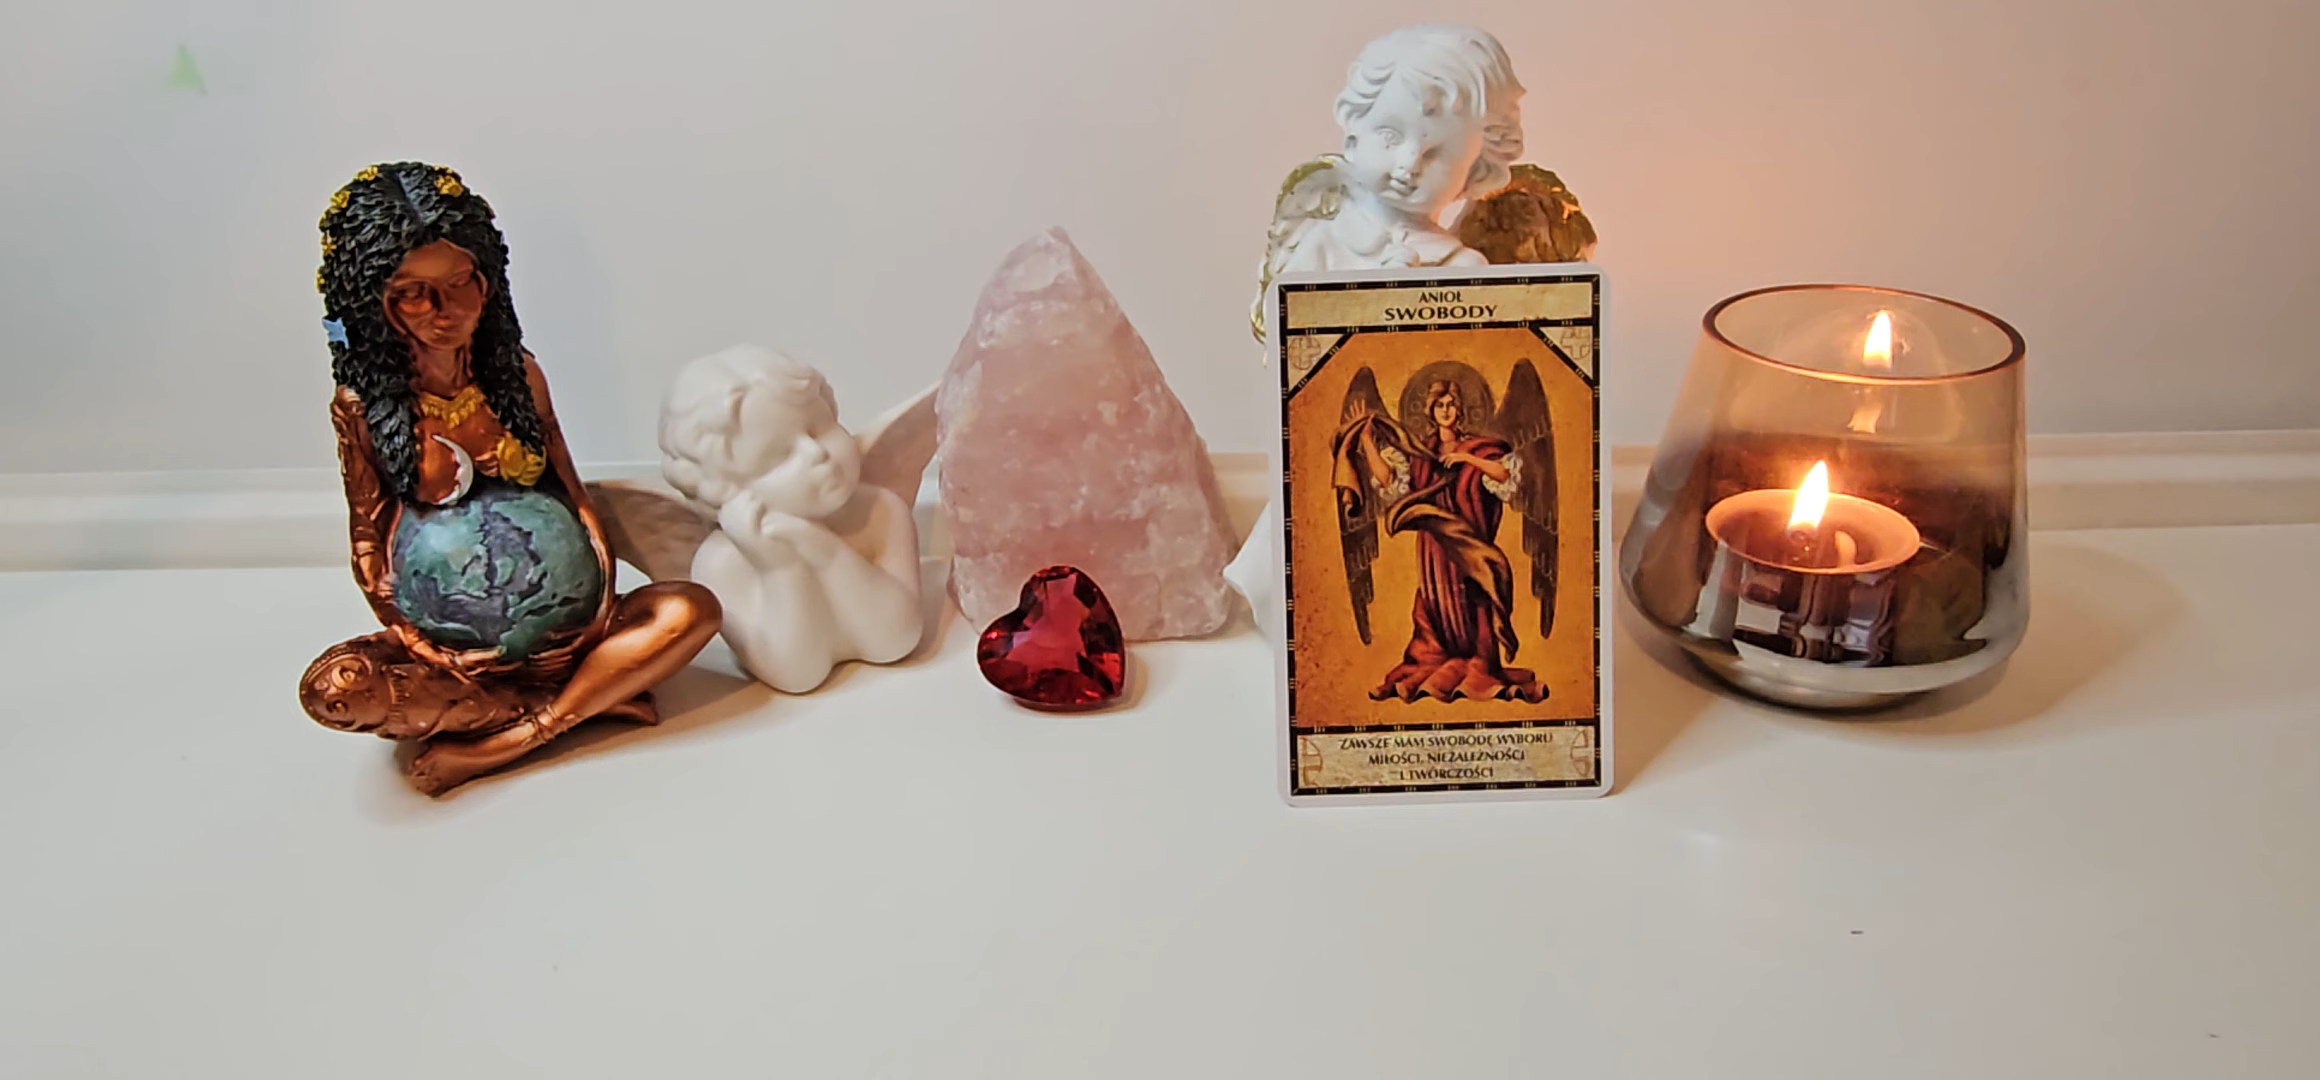 ANIOŁ
SWOBODY
ZAWSZE MAM SWOBODĘ WYBORU
MIŁOŚCI, NIEZALEŻNOŚCI
I TWÓRCZOŚCI